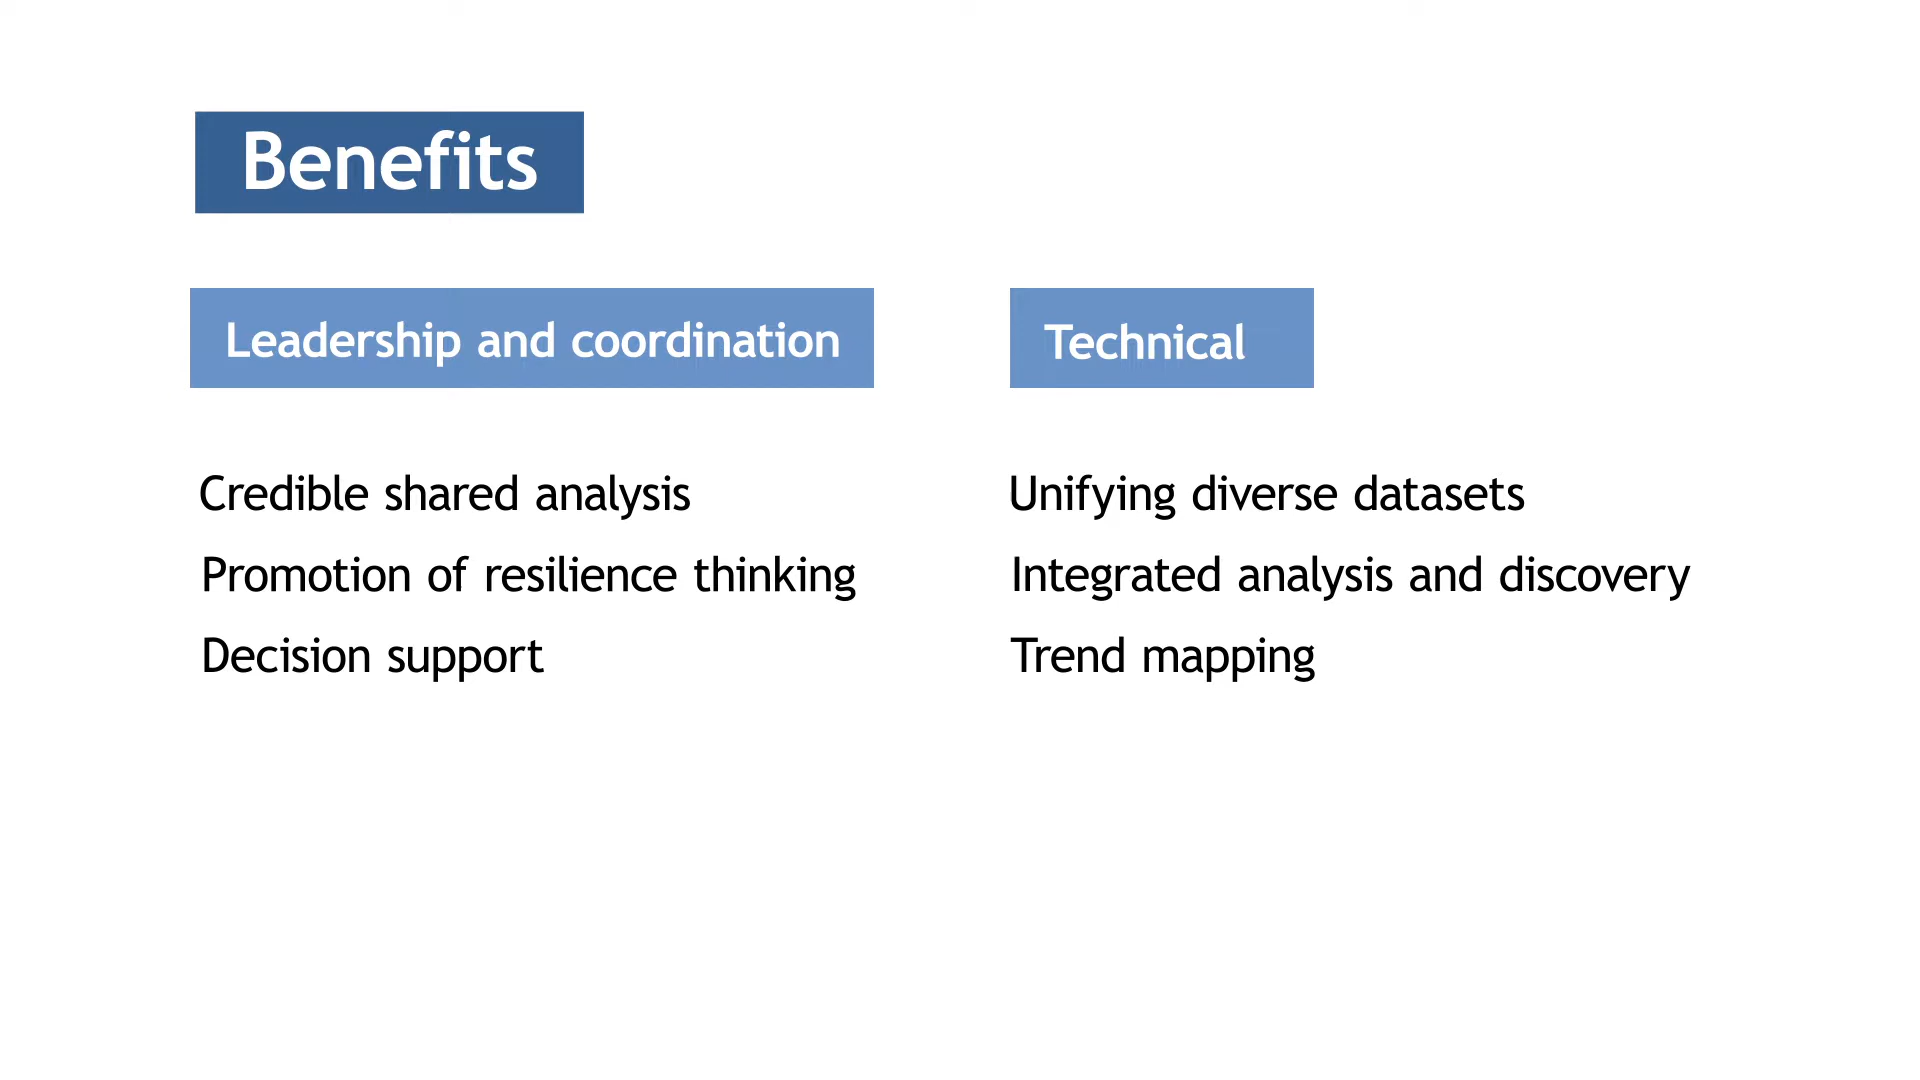 Benefits
Leadership and coordination
Credible shared analysis
Promotion of resilience thinking
Decision support
Technical
Unifying diverse datasets
Integrated analysis and discovery
Trend mapping